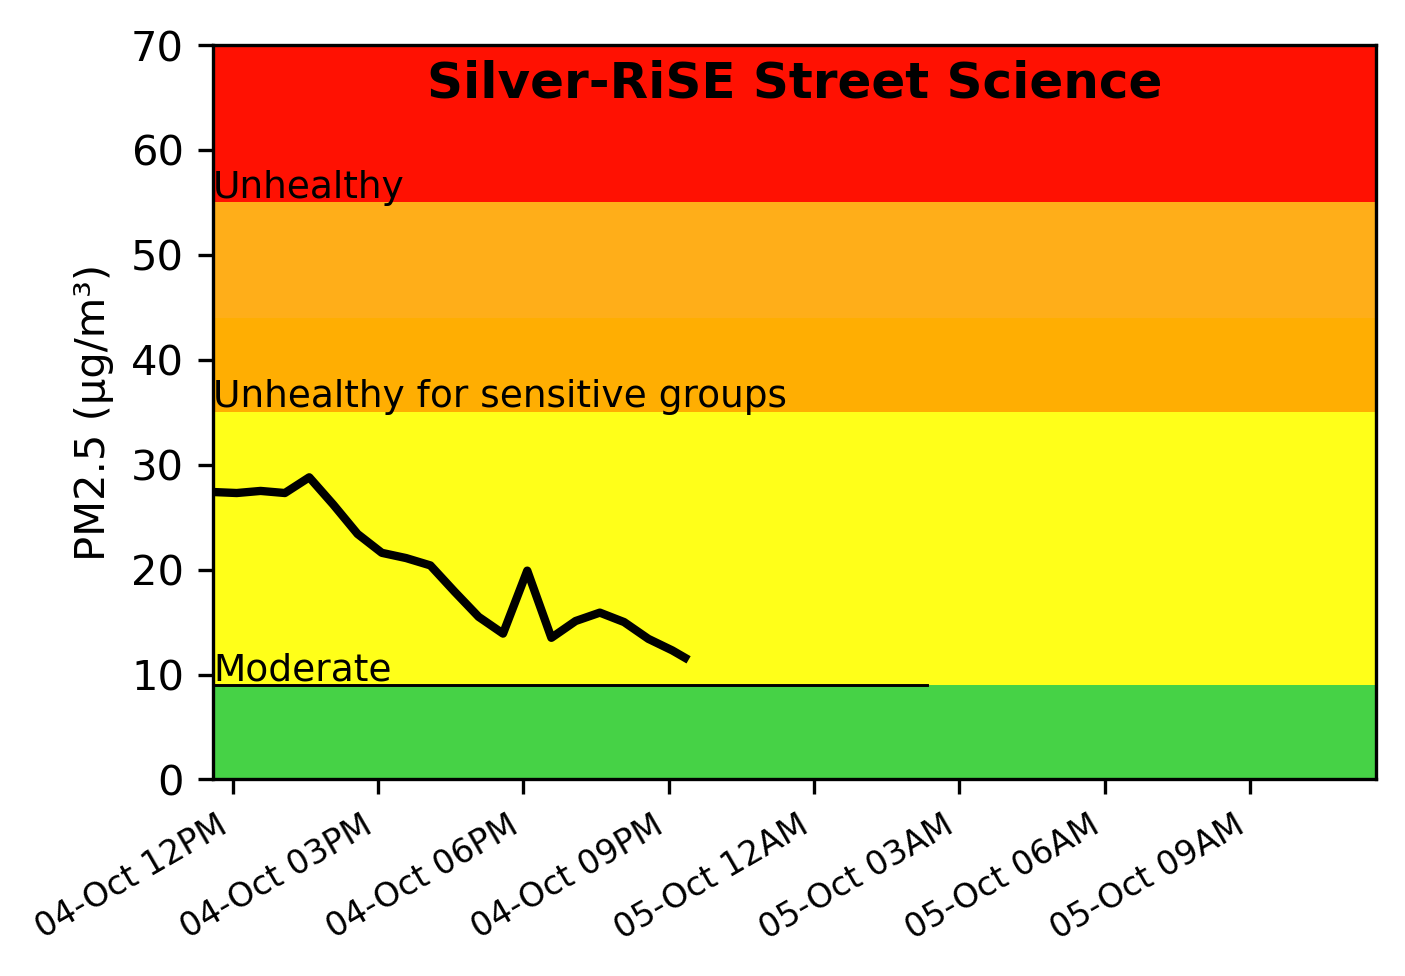 Silver-RiSE Street Science
70
60
Unhealthy
50
40
Unhealthy for sensitive groups
30
20
Moderate
10
0
PM2.5 (µg/m³)
04-Oct 12PM
04-Oct 03PM
04-Oct 06PM
04-Oct 09PM
05-Oct 12AM
05-Oct 03AM
05-Oct 06AM
05-Oct 09AM